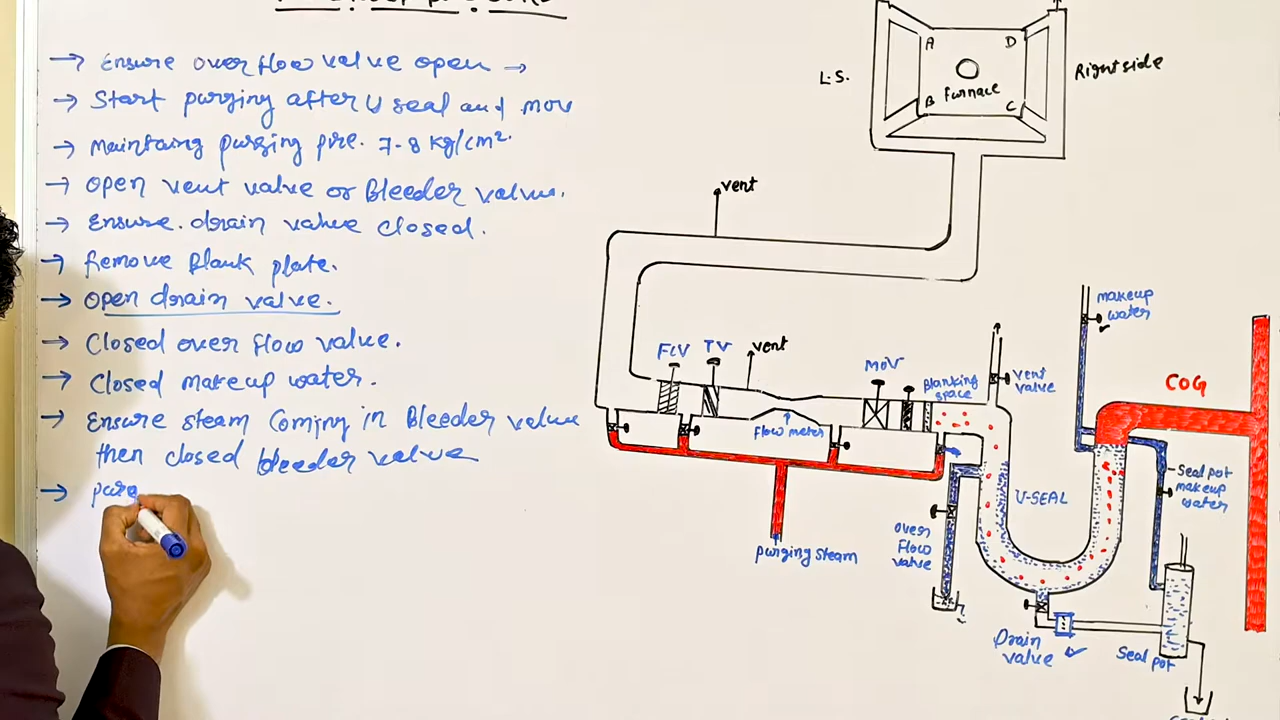 → Ensure over flow valve open →
→ Start purging after U seal and mov
→ Maintaing purging pre. 7-8 kg/cm².
→ Open vent valve or Bleeder valve.
→ Ensure drain valve closed.
→ Remove Blank plate.
→ Open drain valve.
→ Closed over flow valve.
→ Closed makeup water.
→ Ensure steam Coming in Bleeder valve
then closed bleeder valve
→ purg
L.S.
A D
B C
Furnace
Right side
vent
FCV
TV
vent
MOV
Blanking
space
Flow meter
vent
valve
makeup
water
COG
Seal pot
makeup
water
U-SEAL
over
Flow
valve
purging steam
Drain
valve
Seal pot